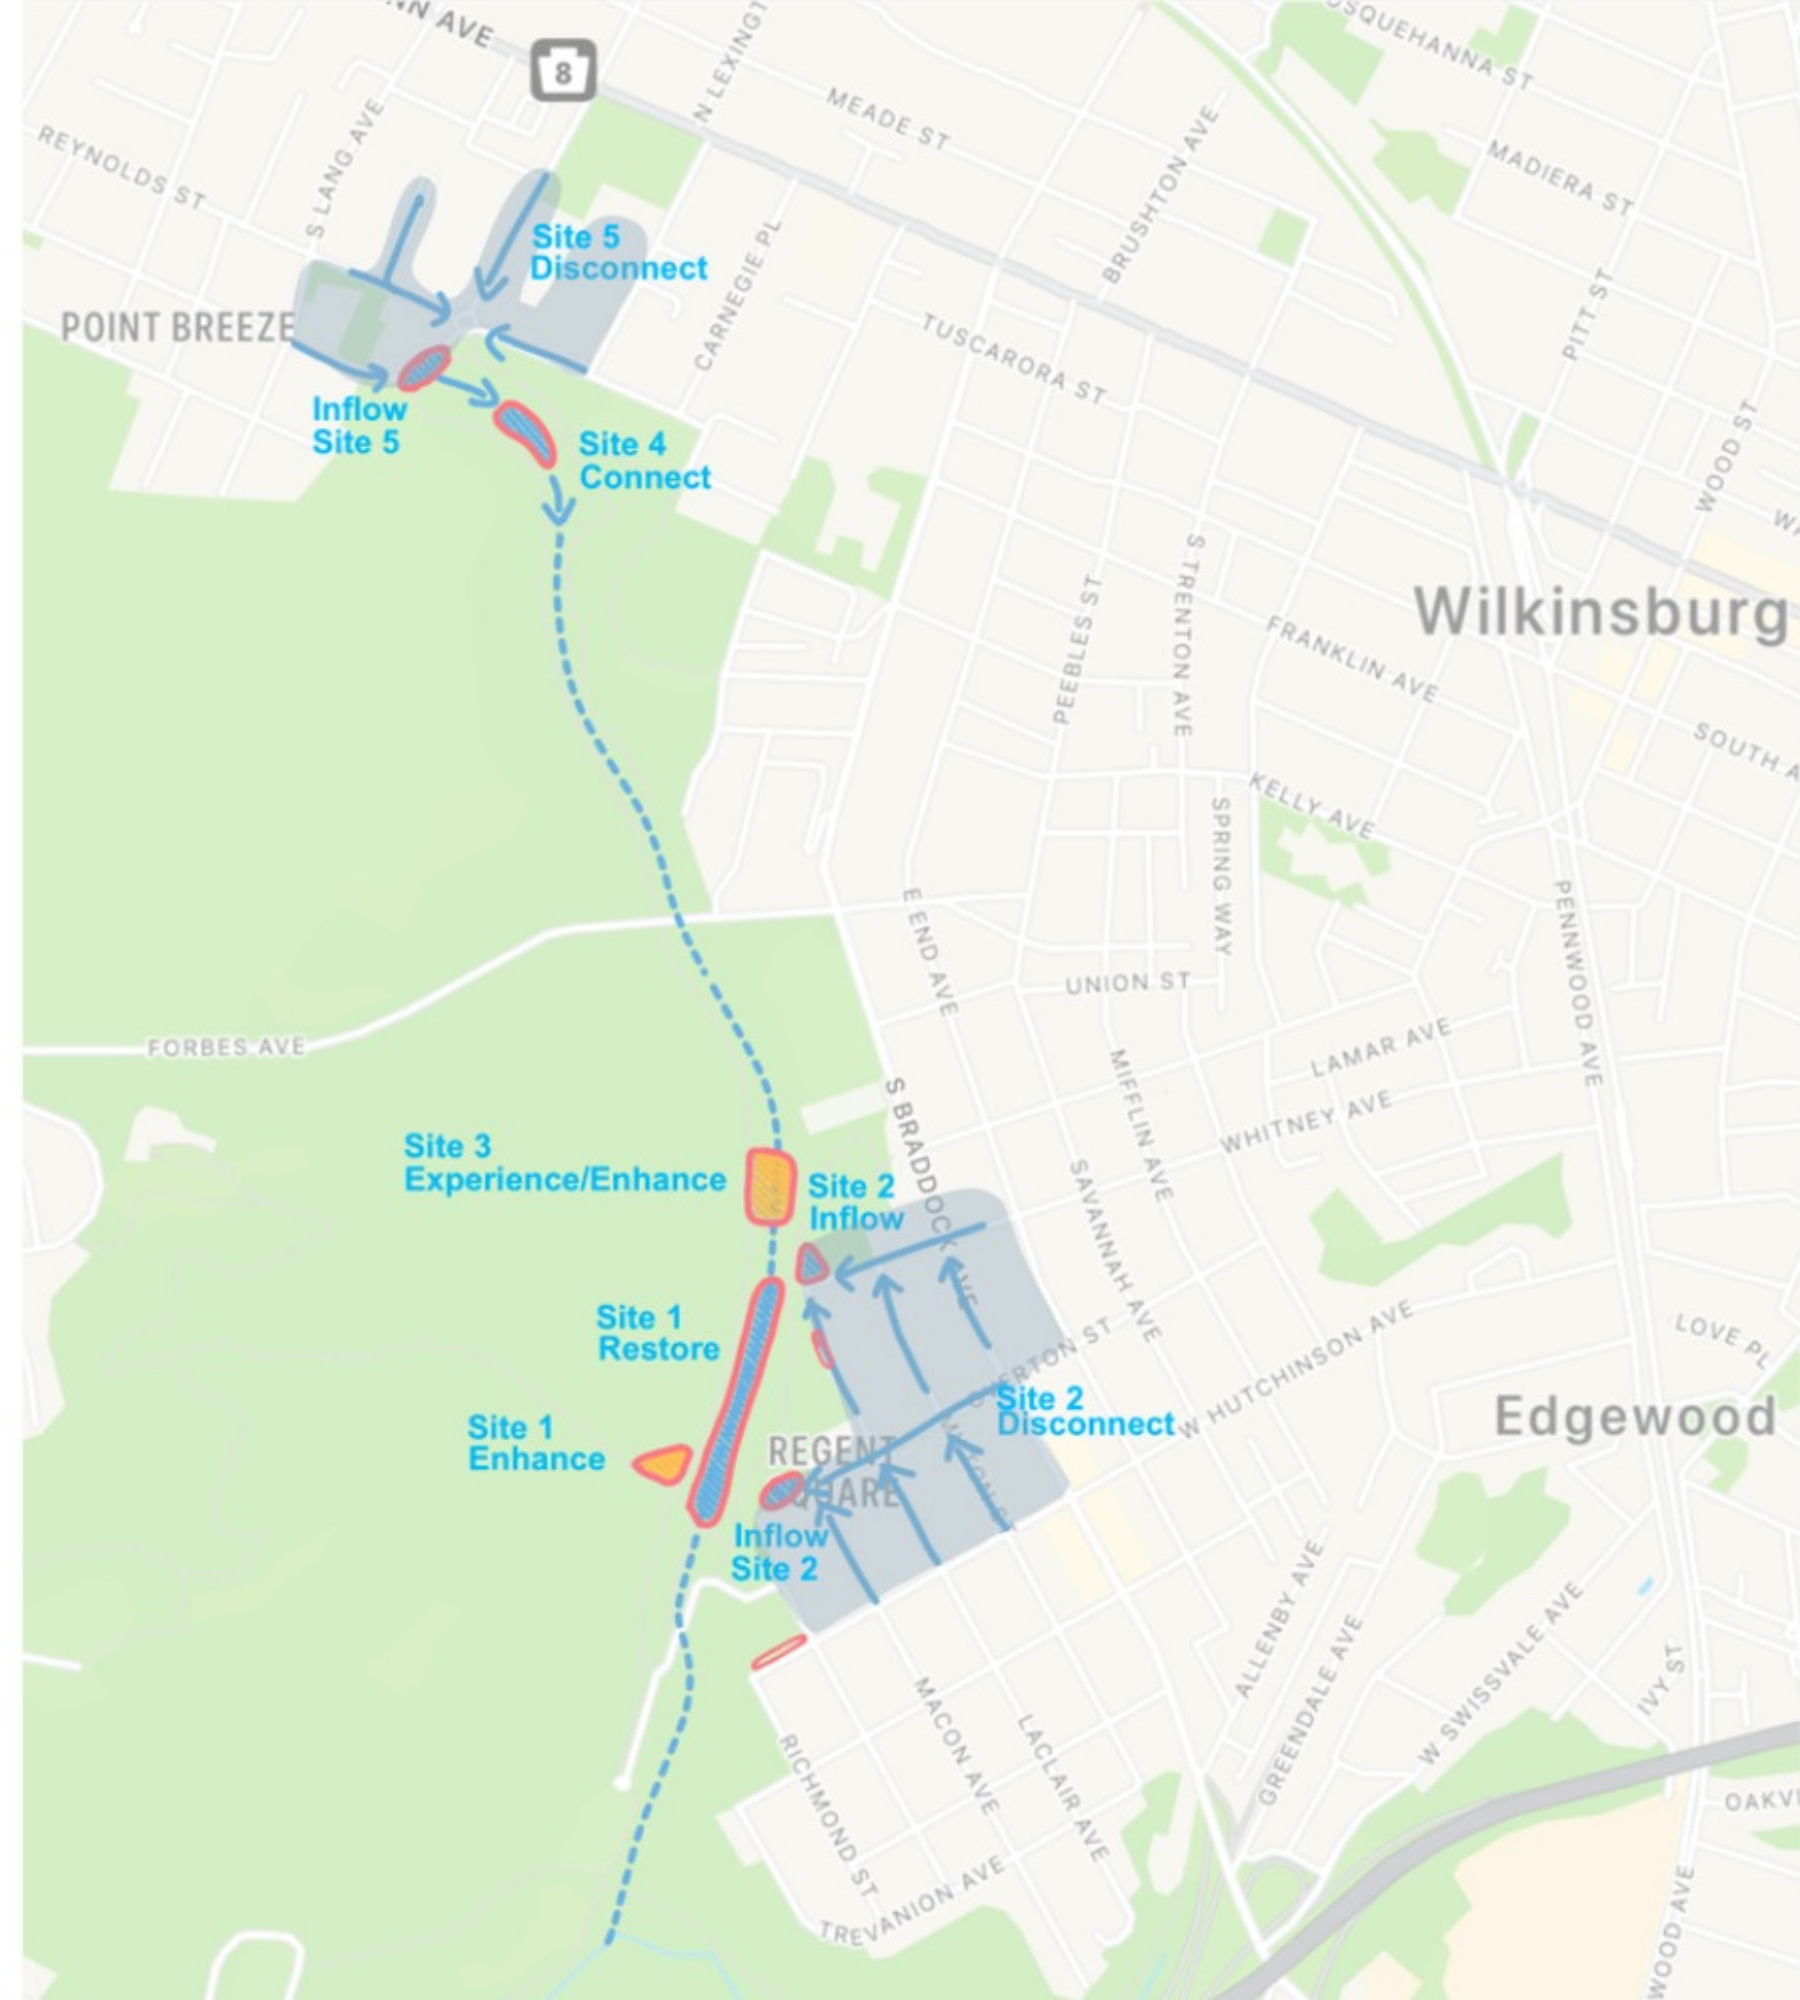 8
MEADE ST
MADIERA ST
REYNOLDS ST
S LANG AVE
BRUSHTON AVE
Site 5
Disconnect
CARNEGIE PL
PITT ST
POINT BREEZE
TUSCARORA ST
Inflow
Site 5
Site 4
Connect
WOOD ST
S TRENTON AVE
PEEBLES ST
Wilkinsburg
FRANKLIN AVE
KELLY AVE
SPRING WAY
E END AVE
PENNWOOD AVE
UNION ST
FORBES AVE
LAMAR AVE
MIFFLIN AVE
WHITNEY AVE
S BRADDOCK AVE
Site 3
Experience/Enhance
Site 2
Inflow
SAVANNAH AVE
Site 1
Restore
OVERTON ST
W HUTCHINSON AVE
LOVE PL
Site 2
Disconnect
Edgewood
Site 1
Enhance
REGENT
SQUARE
Inflow
Site 2
ALLENBY AVE
GREENDALE AVE
W SWISSVALE AVE
IVY ST
MACON AVE
LACLAIR AVE
RICHMOND ST
TREVANION AVE
WOOD AVE